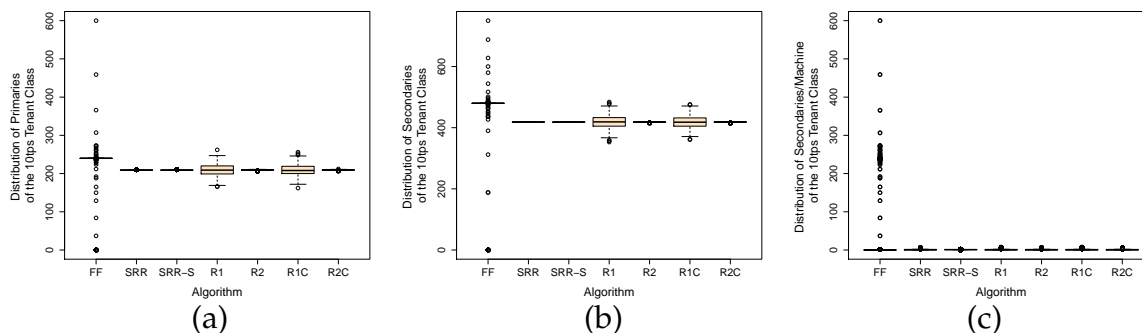 Distribution of Primaries
of the 10tps Tenant Class
600
500
400
300
200
100
0
FF SRR SRR−S R1 R2 R1C R2C
Algorithm
(a)
Distribution of Secondaries
of the 10tps Tenant Class
600
400
200
0
FF SRR SRR−S R1 R2 R1C R2C
Algorithm
(b)
Distribution of Secondaries/Machine
of the 10tps Tenant Class
600
500
400
300
200
100
0
FF SRR SRR−S R1 R2 R1C R2C
Algorithm
(c)